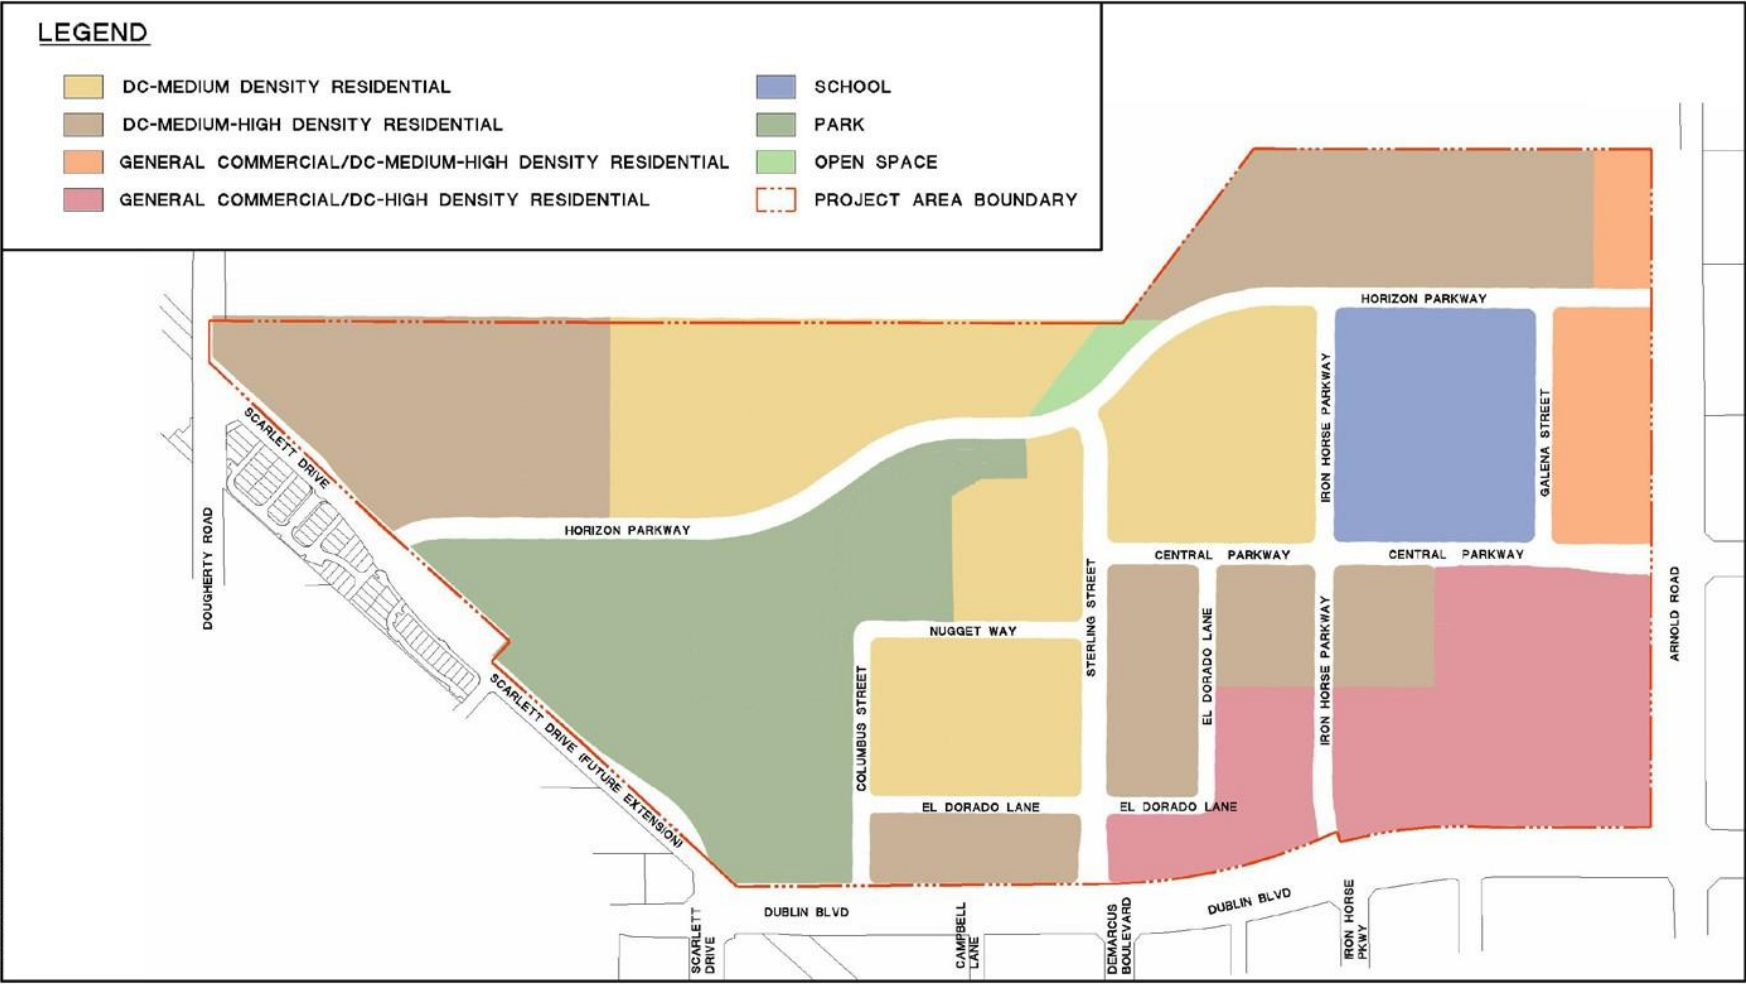 LEGEND
DC-MEDIUM DENSITY RESIDENTIAL
DC-MEDIUM-HIGH DENSITY RESIDENTIAL
GENERAL COMMERCIAL/DC-MEDIUM-HIGH DENSITY RESIDENTIAL
GENERAL COMMERCIAL/DC-HIGH DENSITY RESIDENTIAL
SCHOOL
PARK
OPEN SPACE
PROJECT AREA BOUNDARY
HORIZON PARKWAY
IRON HORSE PARKWAY
GALENA STREET
SCARLETT DRIVE
DOUGHERTY ROAD
HORIZON PARKWAY
CENTRAL PARKWAY
CENTRAL PARKWAY
STERLING STREET
EL DORADO LANE
IRON HORSE PARKWAY
ARNOLD ROAD
NUGGET WAY
COLUMBUS STREET
SCARLETT DRIVE (FUTURE EXTENSION)
EL DORADO LANE
EL DORADO LANE
DUBLIN BLVD
DUBLIN BLVD
SCARLETT
DRIVE
CAMPBELL
LANE
DEMARCUS
BOULEVARD
IRON HORSE
PKWY